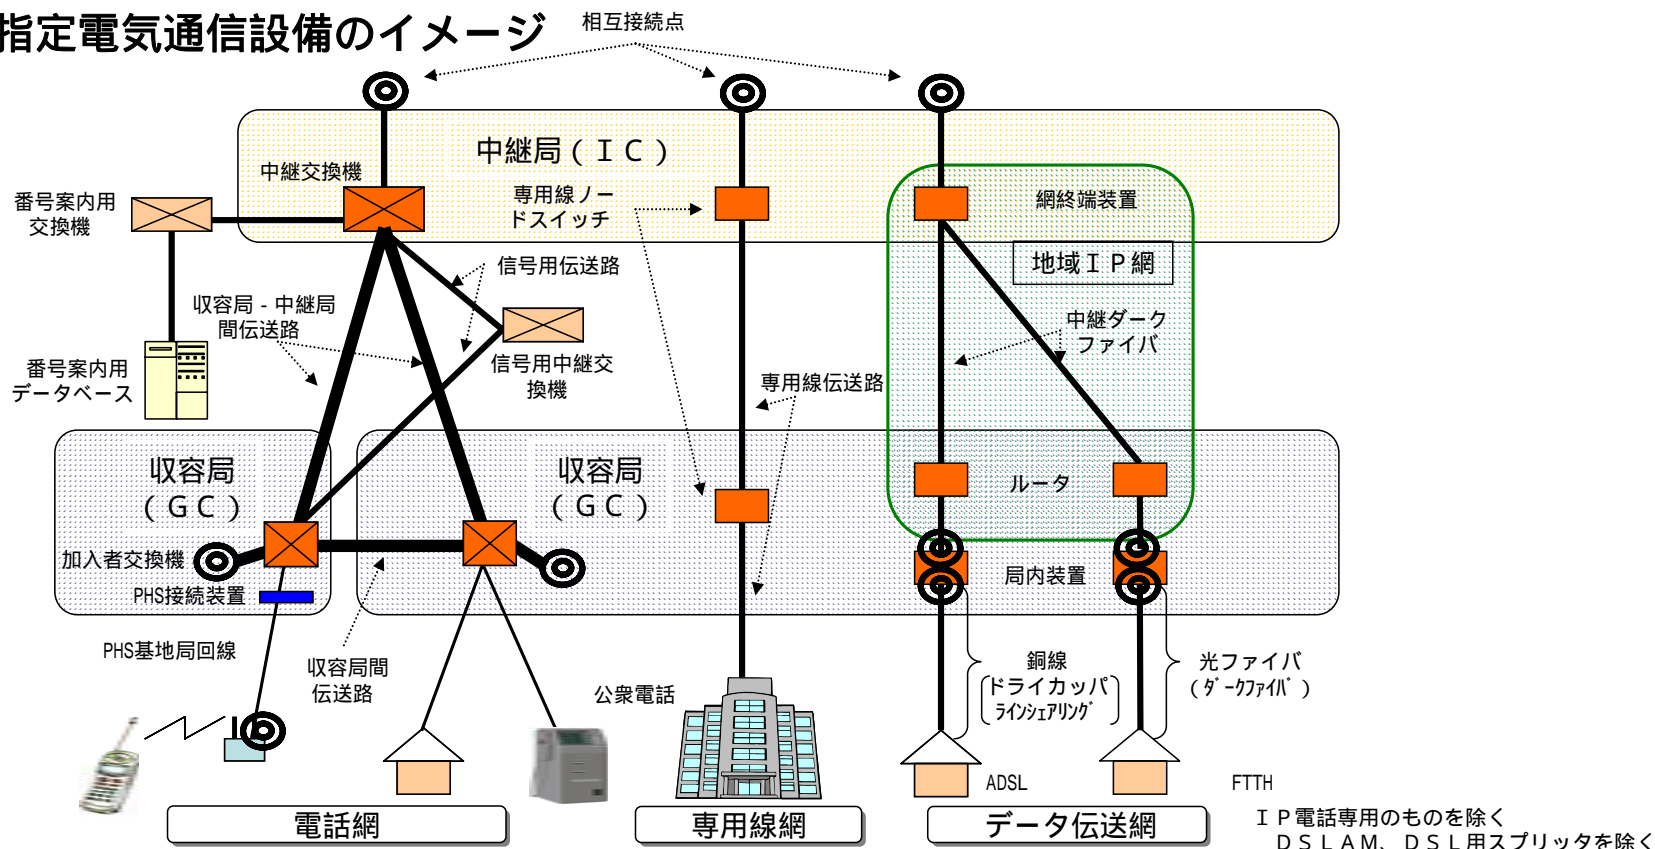 指定電気通信設備のイメージ
相互接続点
中継局(IC)
中継交換機
専用線ノー
ドスイッチ
網終端装置
番号案内用
交換機
地域IP網
信号用伝送路
収容局‐中継局
間伝送路
中継ダーク
ファイバ
番号案内用
データベース
信号用中継交
換機
専用線伝送路
収容局
(GC)
収容局
(GC)
ルータ
加入者交換機
局内装置
PHS接続装置
PHS基地局回線
収容局間
伝送路
公衆電話
銅線
ドライカッパ
ラインシェアリング
光ファイバ
(ダークファイバ)
ADSL
FTTH
電話網
専用線網
データ伝送網
IP電話専用のものを除く
DSLAM、DSL用スプリッタを除く